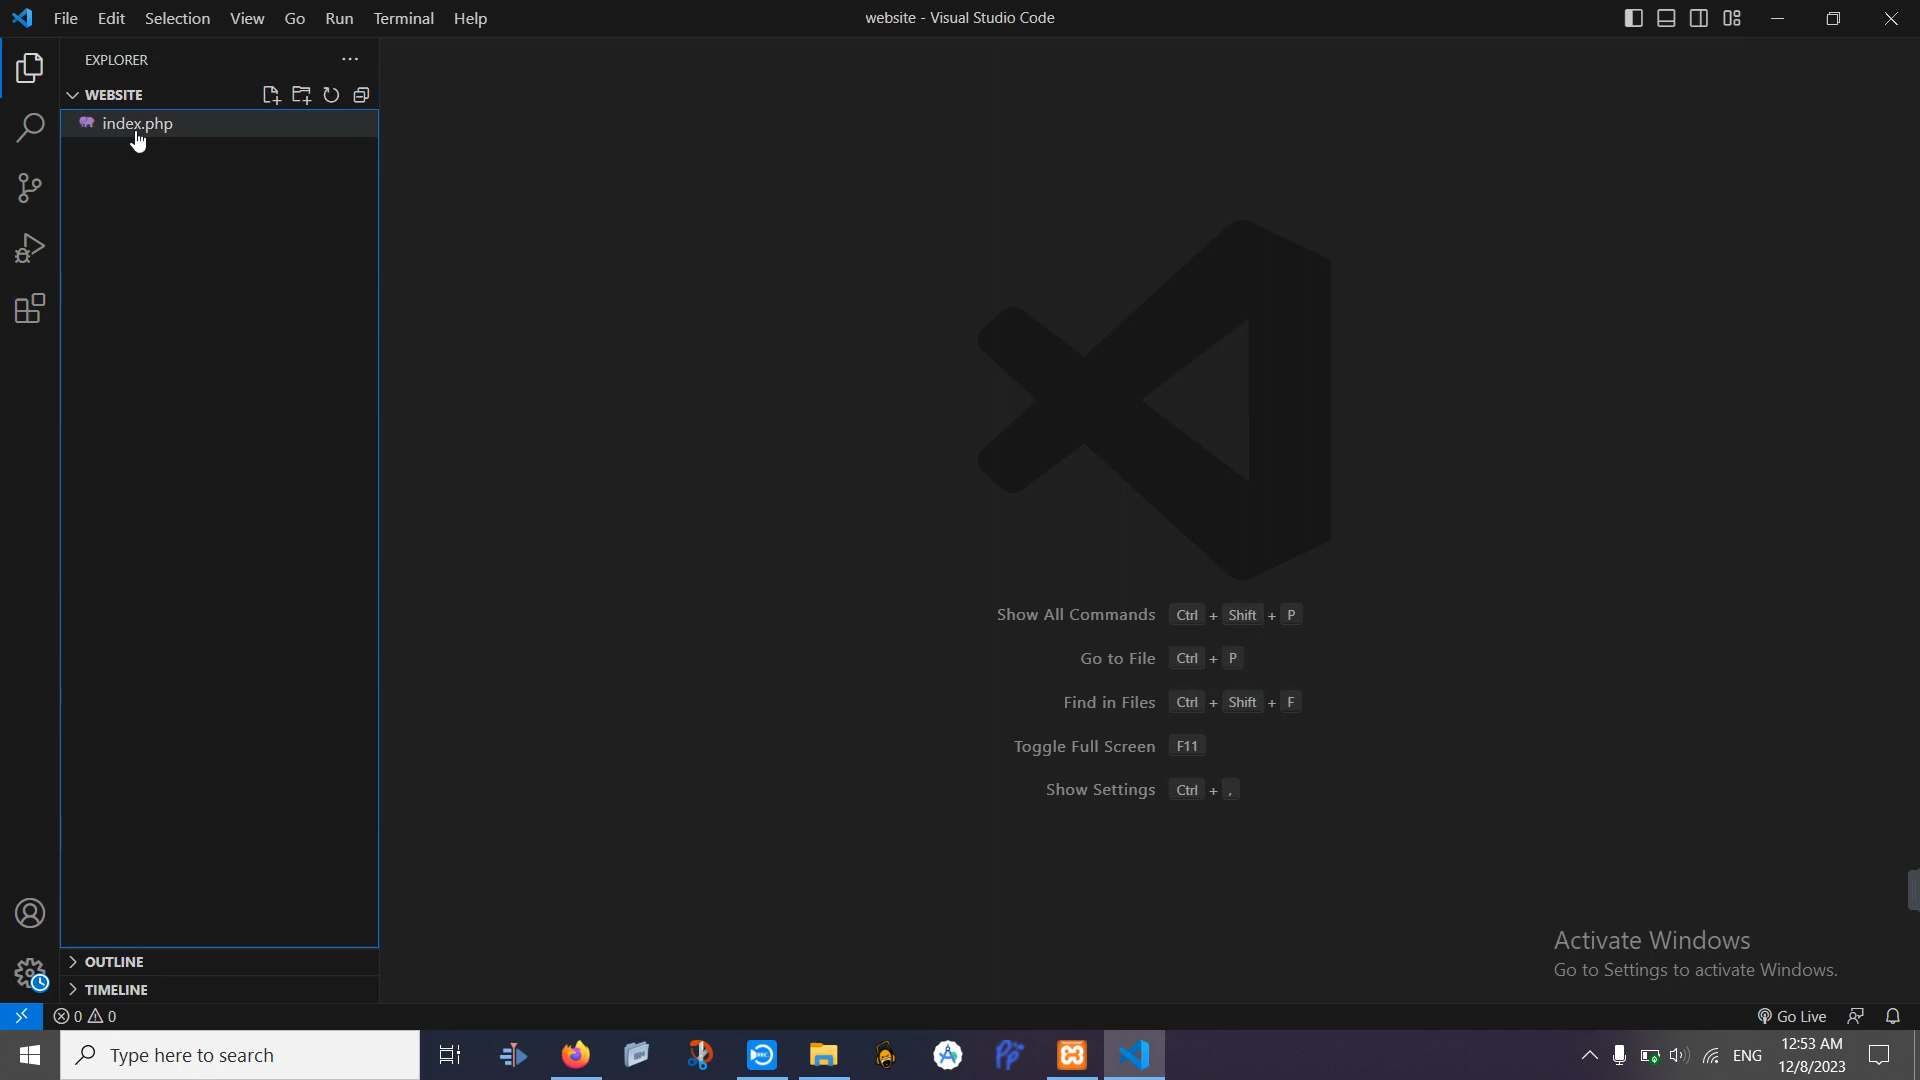 File Edit Selection View Go Run Terminal Help
website - Visual Studio Code
EXPLORER
WEBSITE
index.php
Show All Commands Ctrl + Shift + P
Go to File Ctrl + P
Find in Files Ctrl + Shift + F
Toggle Full Screen F11
Show Settings Ctrl + ,
Activate Windows
Go to Settings to activate Windows.
OUTLINE
TIMELINE
0 0
Go Live
Type here to search
REC
Pp
ENG
12:53 AM
12/8/2023